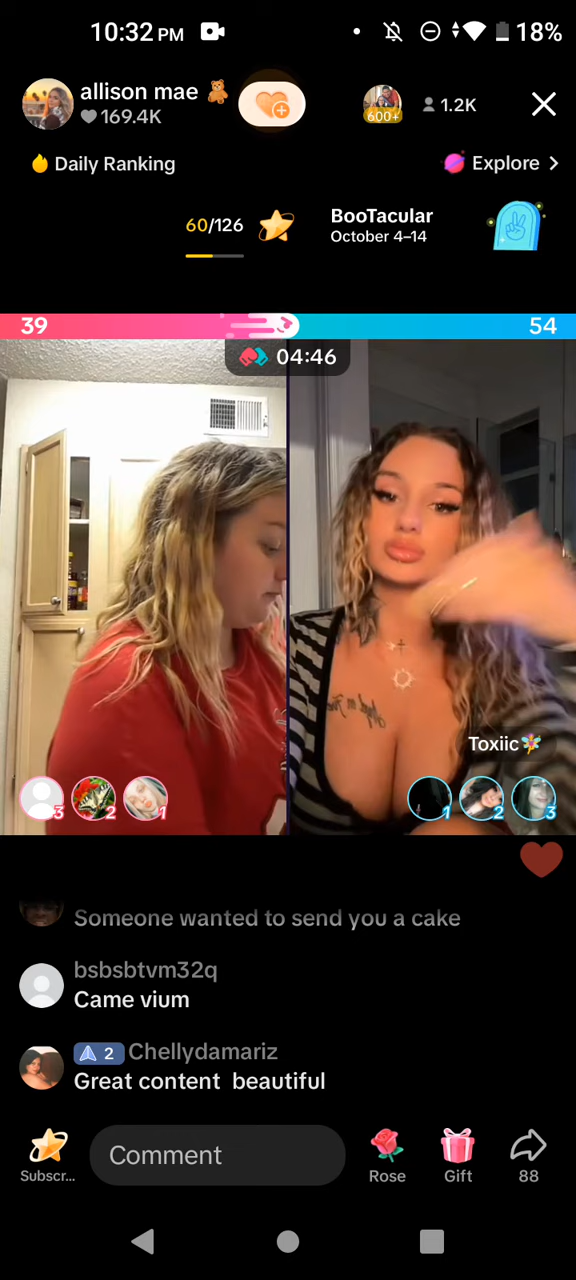 10:32 PM
18%
allison mae
169.4K
600+
1.2K
Daily Ranking
Explore
60/126
BooTacular
October 4–14
39
54
04:46
Toxiic
3
2
1
1
2
3
Someone wanted to send you a cake
bsbsbtvm32q
Came vium
2 Chellydamariz
Great content beautiful
Subscr...
Comment
Rose
Gift
88